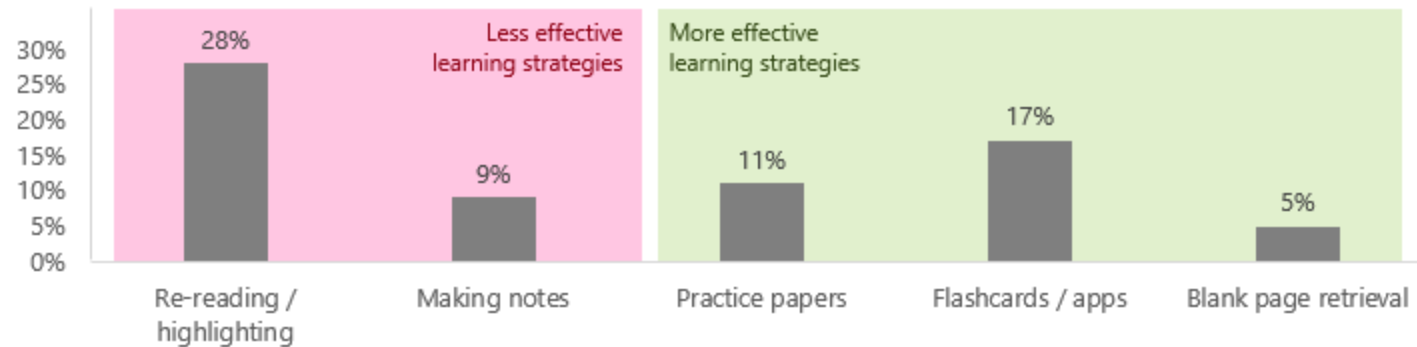 Less effective
learning strategies
More effective
learning strategies
30%
25%
20%
15%
10%
5%
0%
28%
9%
11%
17%
5%
Re-reading /
highlighting
Making notes
Practice papers
Flashcards / apps
Blank page retrieval